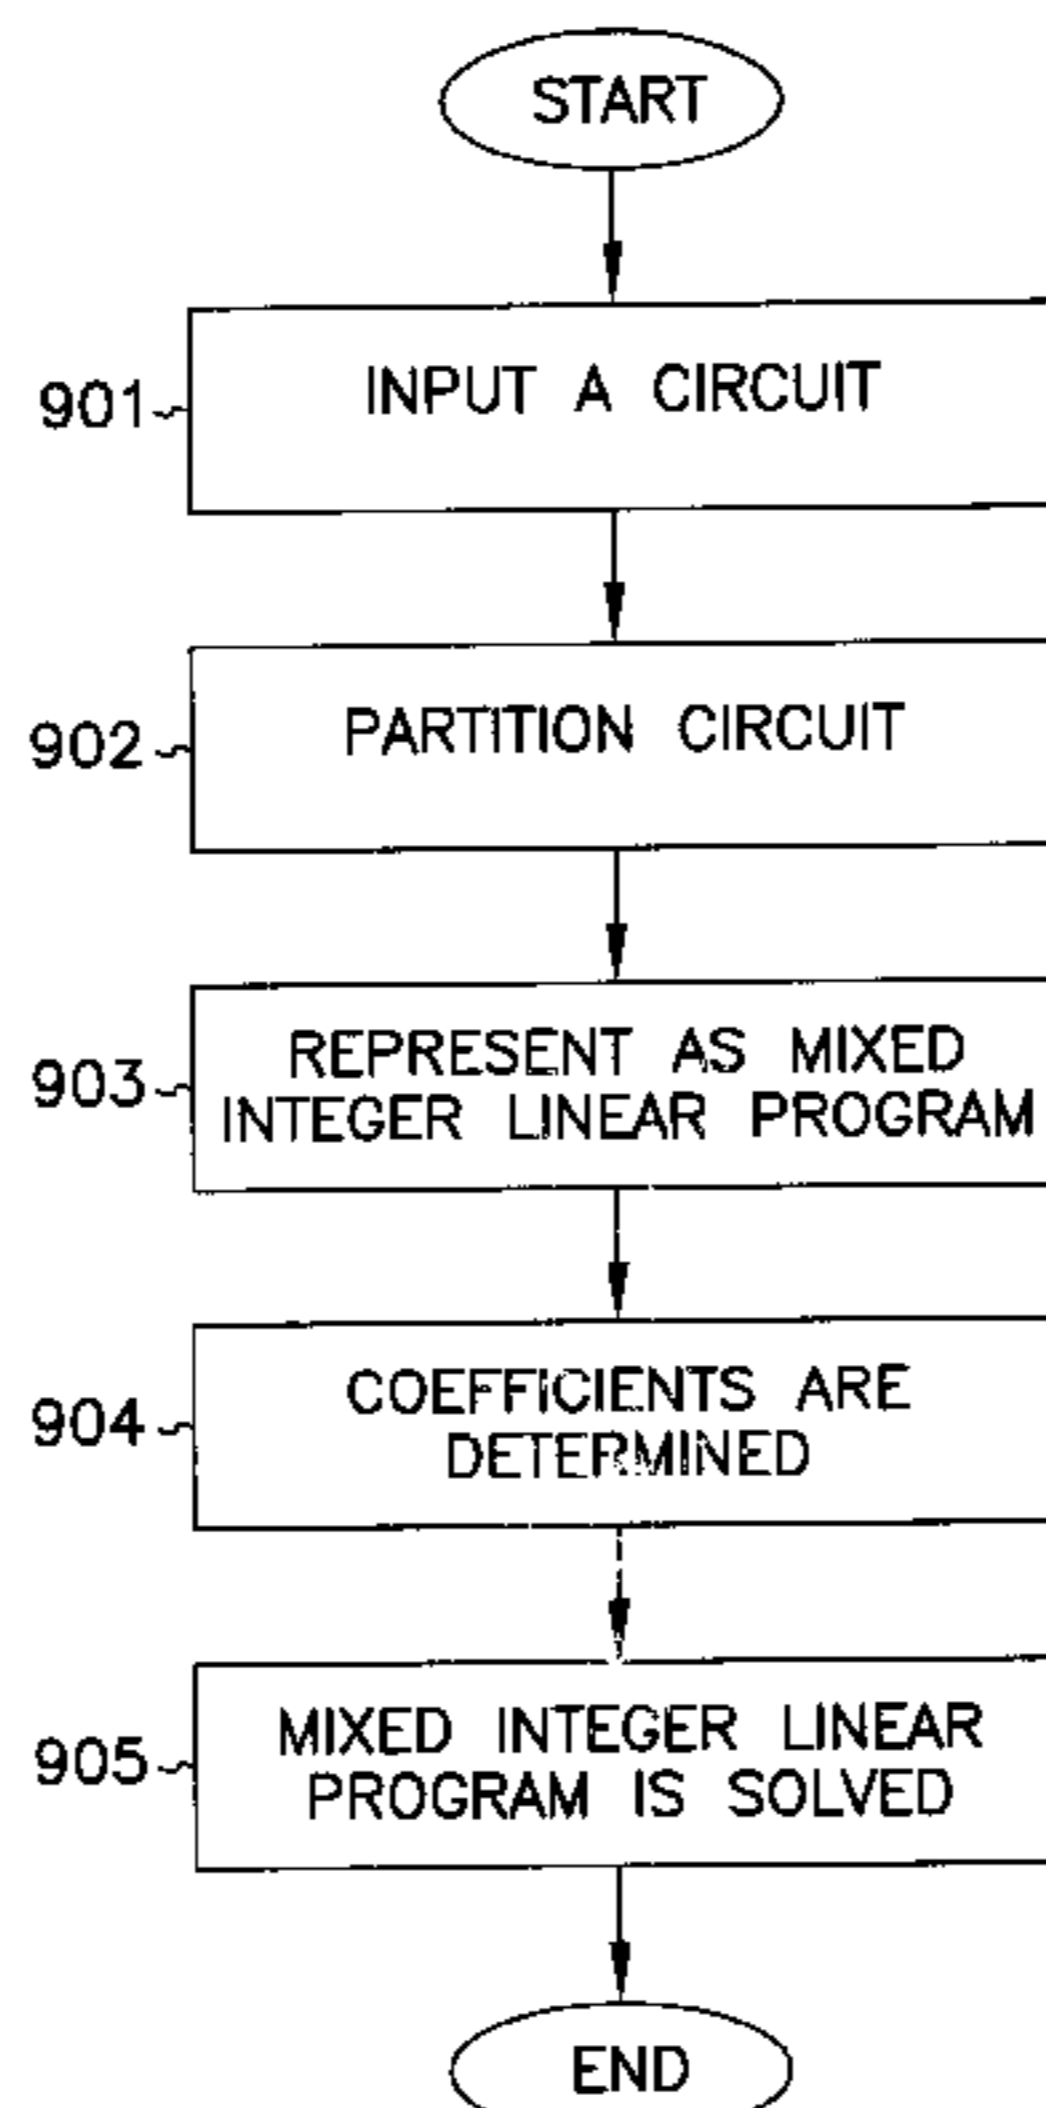 START
901
INPUT A CIRCUIT
902
PARTITION CIRCUIT
903
REPRESENT AS MIXED
INTEGER LINEAR PROGRAM
904
COEFFICIENTS ARE
DETERMINED
905
MIXED INTEGER LINEAR
PROGRAM IS SOLVED
END